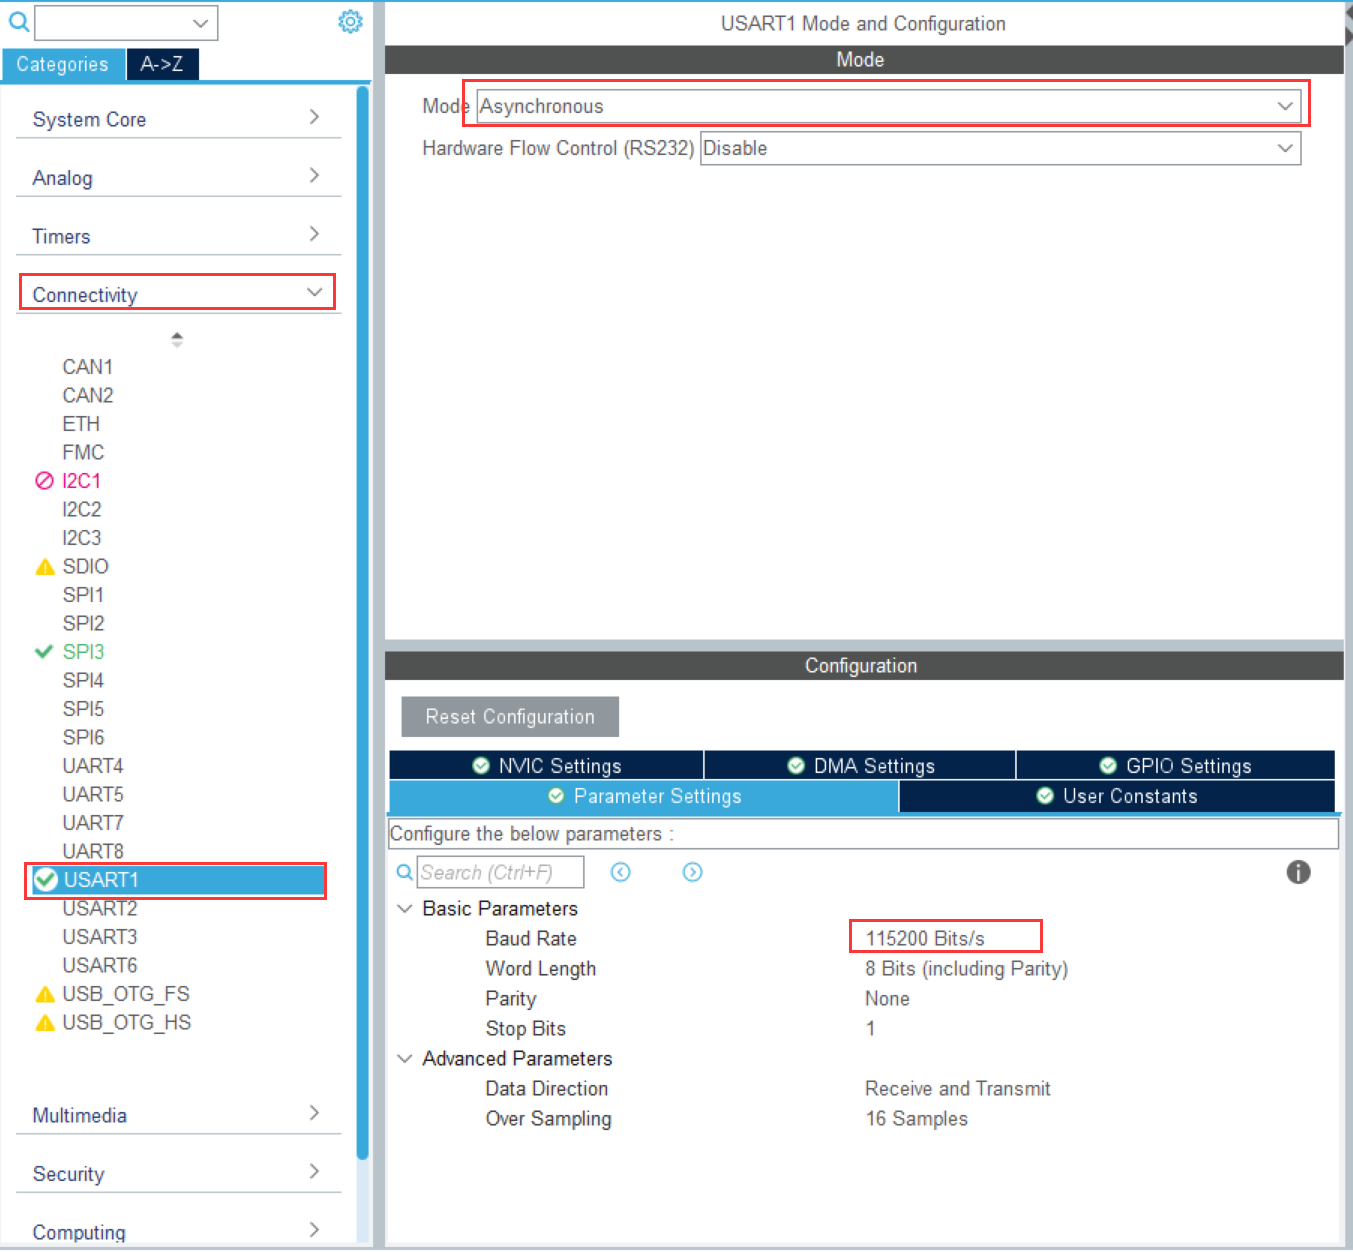 Categories
A->Z
System Core
Analog
Timers
Connectivity
CAN1
CAN2
ETH
FMC
I2C1
I2C2
I2C3
SDIO
SPI1
SPI2
SPI3
SPI4
SPI5
SPI6
UART4
UART5
UART7
UART8
USART1
USART2
USART3
USART6
USB_OTG_FS
USB_OTG_HS
Multimedia
Security
Computing
USART1 Mode and Configuration
Mode
Mode Asynchronous
Hardware Flow Control (RS232) Disable
Configuration
Reset Configuration
NVIC Settings
DMA Settings
GPIO Settings
Parameter Settings
User Constants
Configure the below parameters :
Search (Ctrl+F)
Basic Parameters
Baud Rate 115200 Bits/s
Word Length 8 Bits (including Parity)
Parity None
Stop Bits 1
Advanced Parameters
Data Direction Receive and Transmit
Over Sampling 16 Samples